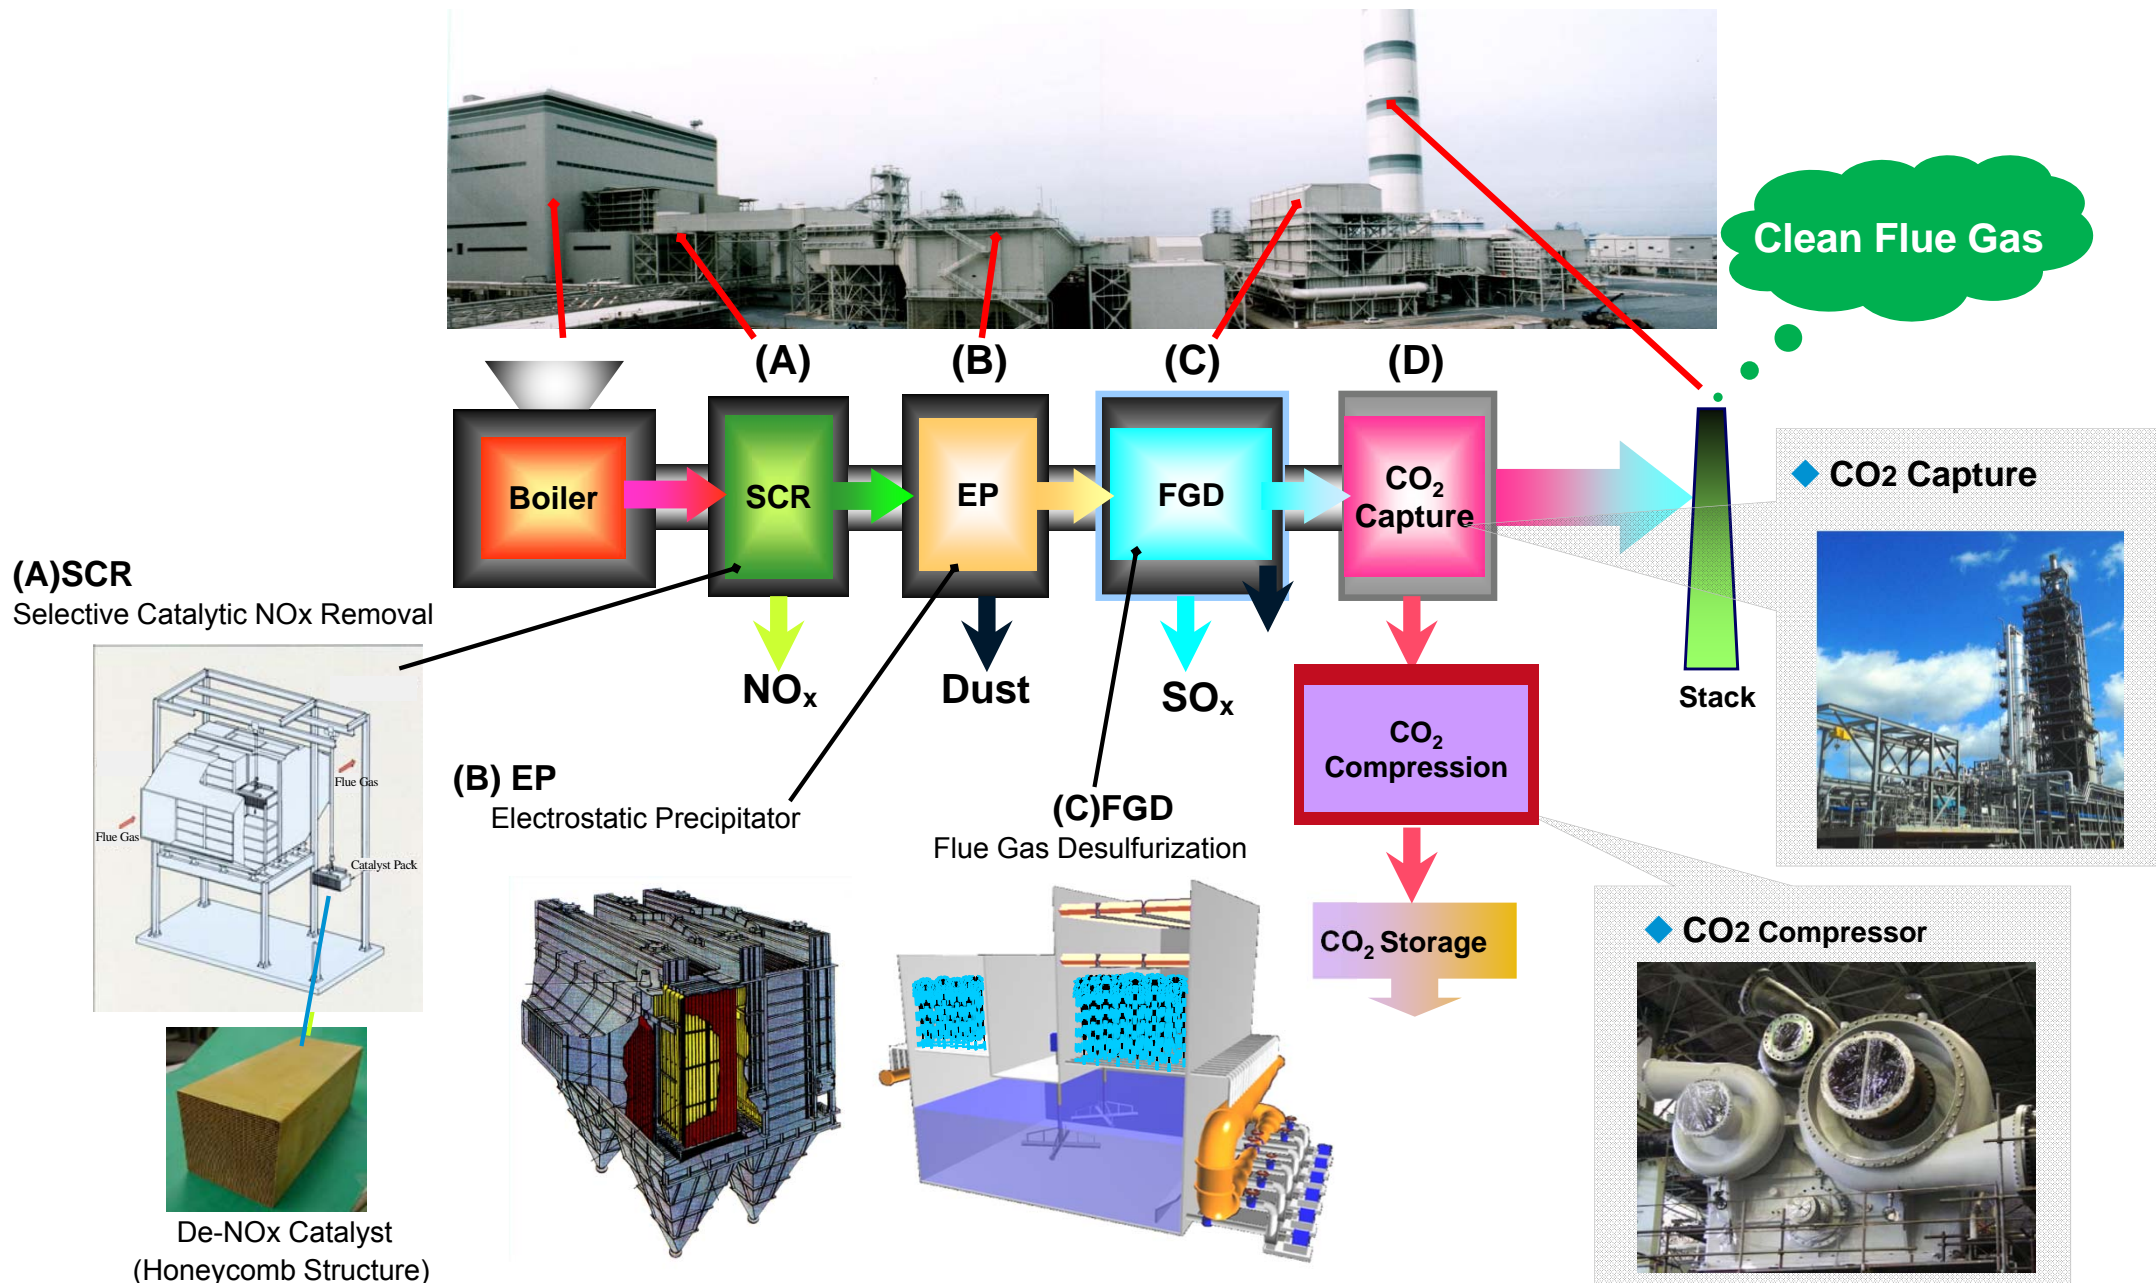 Clean Flue Gas
(A)
(B)
(C)
(D)
Boiler
SCR
EP
FGD
CO2
Capture
CO2 Capture
(A)SCR
Selective Catalytic NOx Removal
NOx
Dust
SOx
Stack
CO2
Compression
Flue Gas
Flue Gas
Catalyst Pack
(B) EP
Electrostatic Precipitator
(C)FGD
Flue Gas Desulfurization
CO2 Storage
CO2 Compressor
De-NOx Catalyst
(Honeycomb Structure)